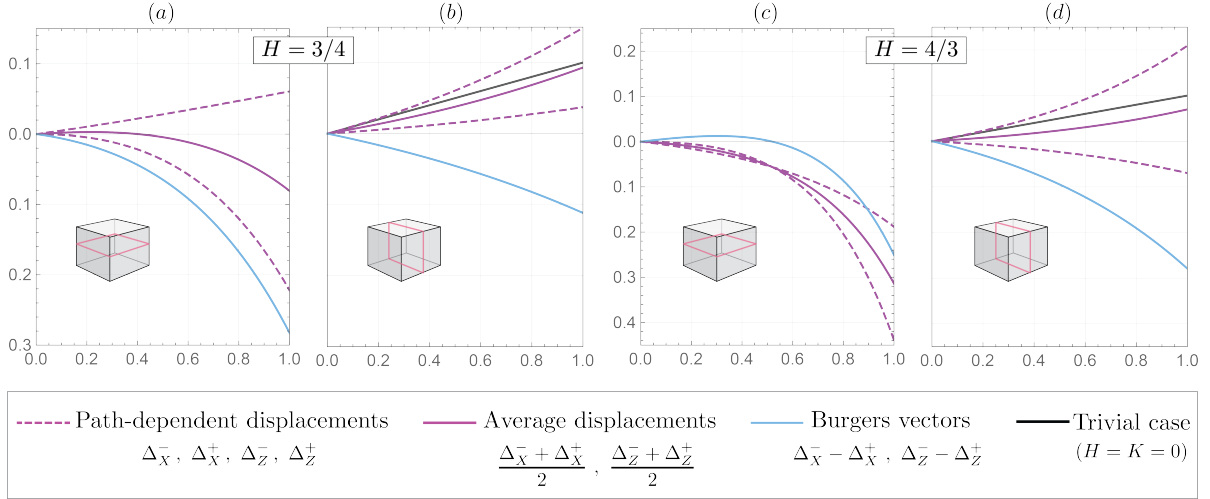 (a) (b) (c) (d)
H = 3/4 H = 4/3
0.1
0.0
0.1
0.2
0.3
0.0 0.2 0.4 0.6 0.8 1.0
0.0 0.2 0.4 0.6 0.8 1.0
0.2
0.1
0.0
0.1
0.2
0.3
0.4
0.0 0.2 0.4 0.6 0.8 1.0
0.0 0.2 0.4 0.6 0.8 1.0
Path-dependent displacements
Δ_X^- , Δ_X^+ , Δ_Z^- , Δ_Z^+
Average displacements
(Δ_X^- + Δ_X^+)/2 , (Δ_Z^- + Δ_Z^+)/2
Burgers vectors
Δ_X^- − Δ_X^+ , Δ_Z^- − Δ_Z^+
Trivial case
(H = K = 0)